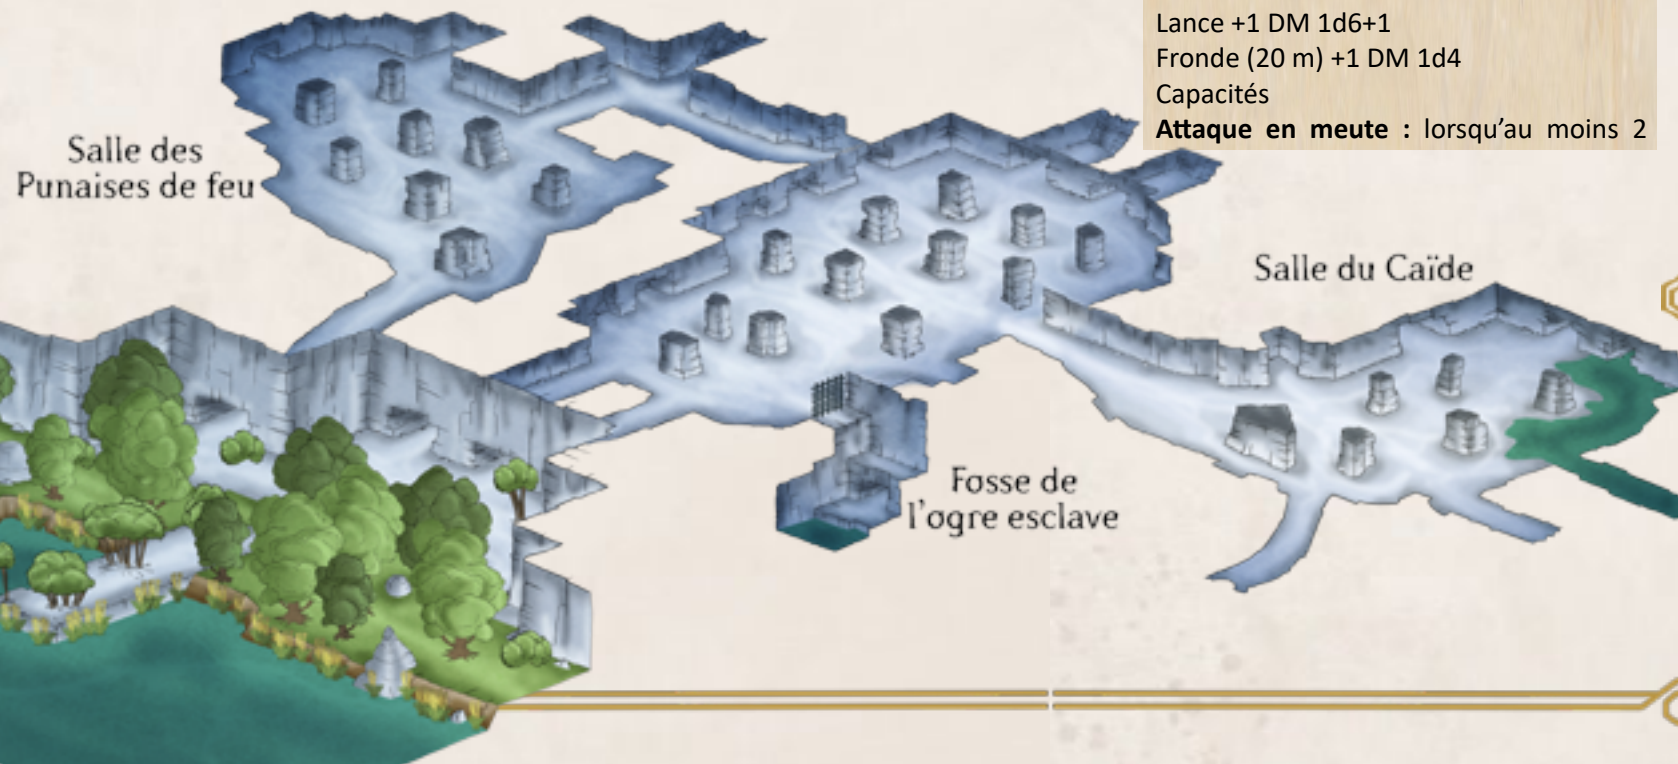 Lance +1 DM 1d6+1
Fronde (20 m) +1 DM 1d4
Capacités
Attaque en meute : lorsqu'au moins 2
Salle des
Punaises de feu
Salle du Caïde
Fosse de
l'ogre esclave